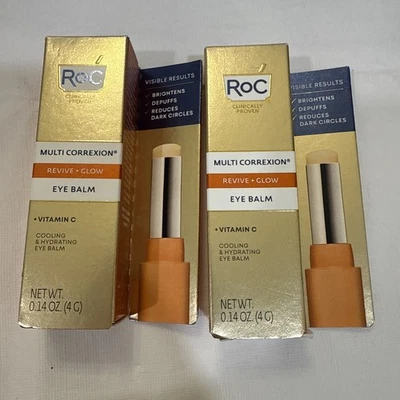 RoC
CLINICALLY
PROVEN
MULTI CORREXION®
REVIVE + GLOW
EYE BALM
+ VITAMIN C
COOLING
& HYDRATING
EYE BALM
NET WT.
0.14 OZ. (4 G)
VISIBLE RESULTS
BRIGHTENS
DEPUFFS
REDUCES
DARK CIRCLES
RoC
CLINICALLY
PROVEN
MULTI CORREXION®
REVIVE + GLOW
EYE BALM
+ VITAMIN C
COOLING
& HYDRATING
EYE BALM
NET WT.
0.14 OZ. (4 G)
VISIBLE RESULTS
BRIGHTENS
DEPUFFS
REDUCES
DARK CIRCLES